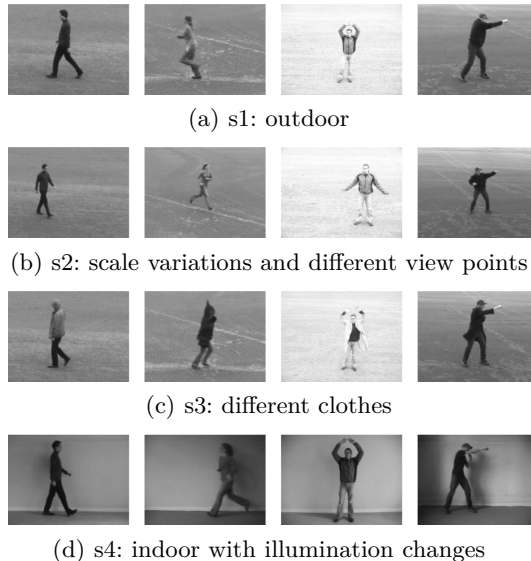 (a) s1: outdoor
(b) s2: scale variations and different view points
(c) s3: different clothes
(d) s4: indoor with illumination changes